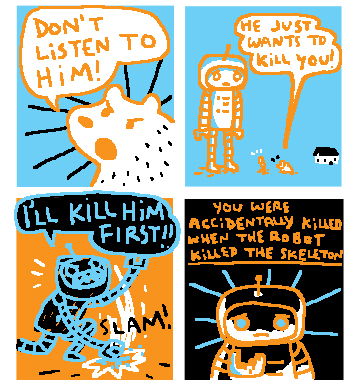 DON'T
LISTEN TO
HIM!
HE JUST
WANTS TO
KILL YOU!
I'LL KILL HIM
FIRST!!
SLAM!
YOU WERE
ACCIDENTALLY KILLED
WHEN THE ROBOT
KILLED THE SKELETON